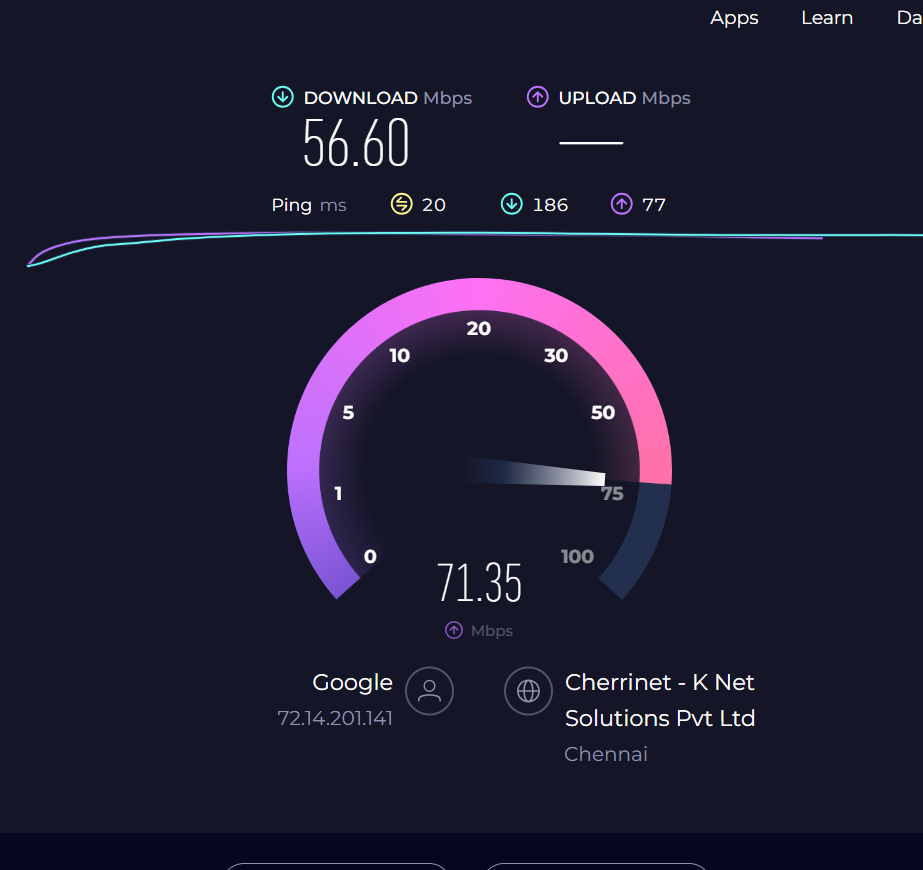 Apps Learn Da
DOWNLOAD Mbps UPLOAD Mbps
56.60
Ping ms 20 186 77
20
10 30
5 50
1 75
0 100
71.35
Mbps
Google
72.14.201.141
Cherrinet - K Net
Solutions Pvt Ltd
Chennai